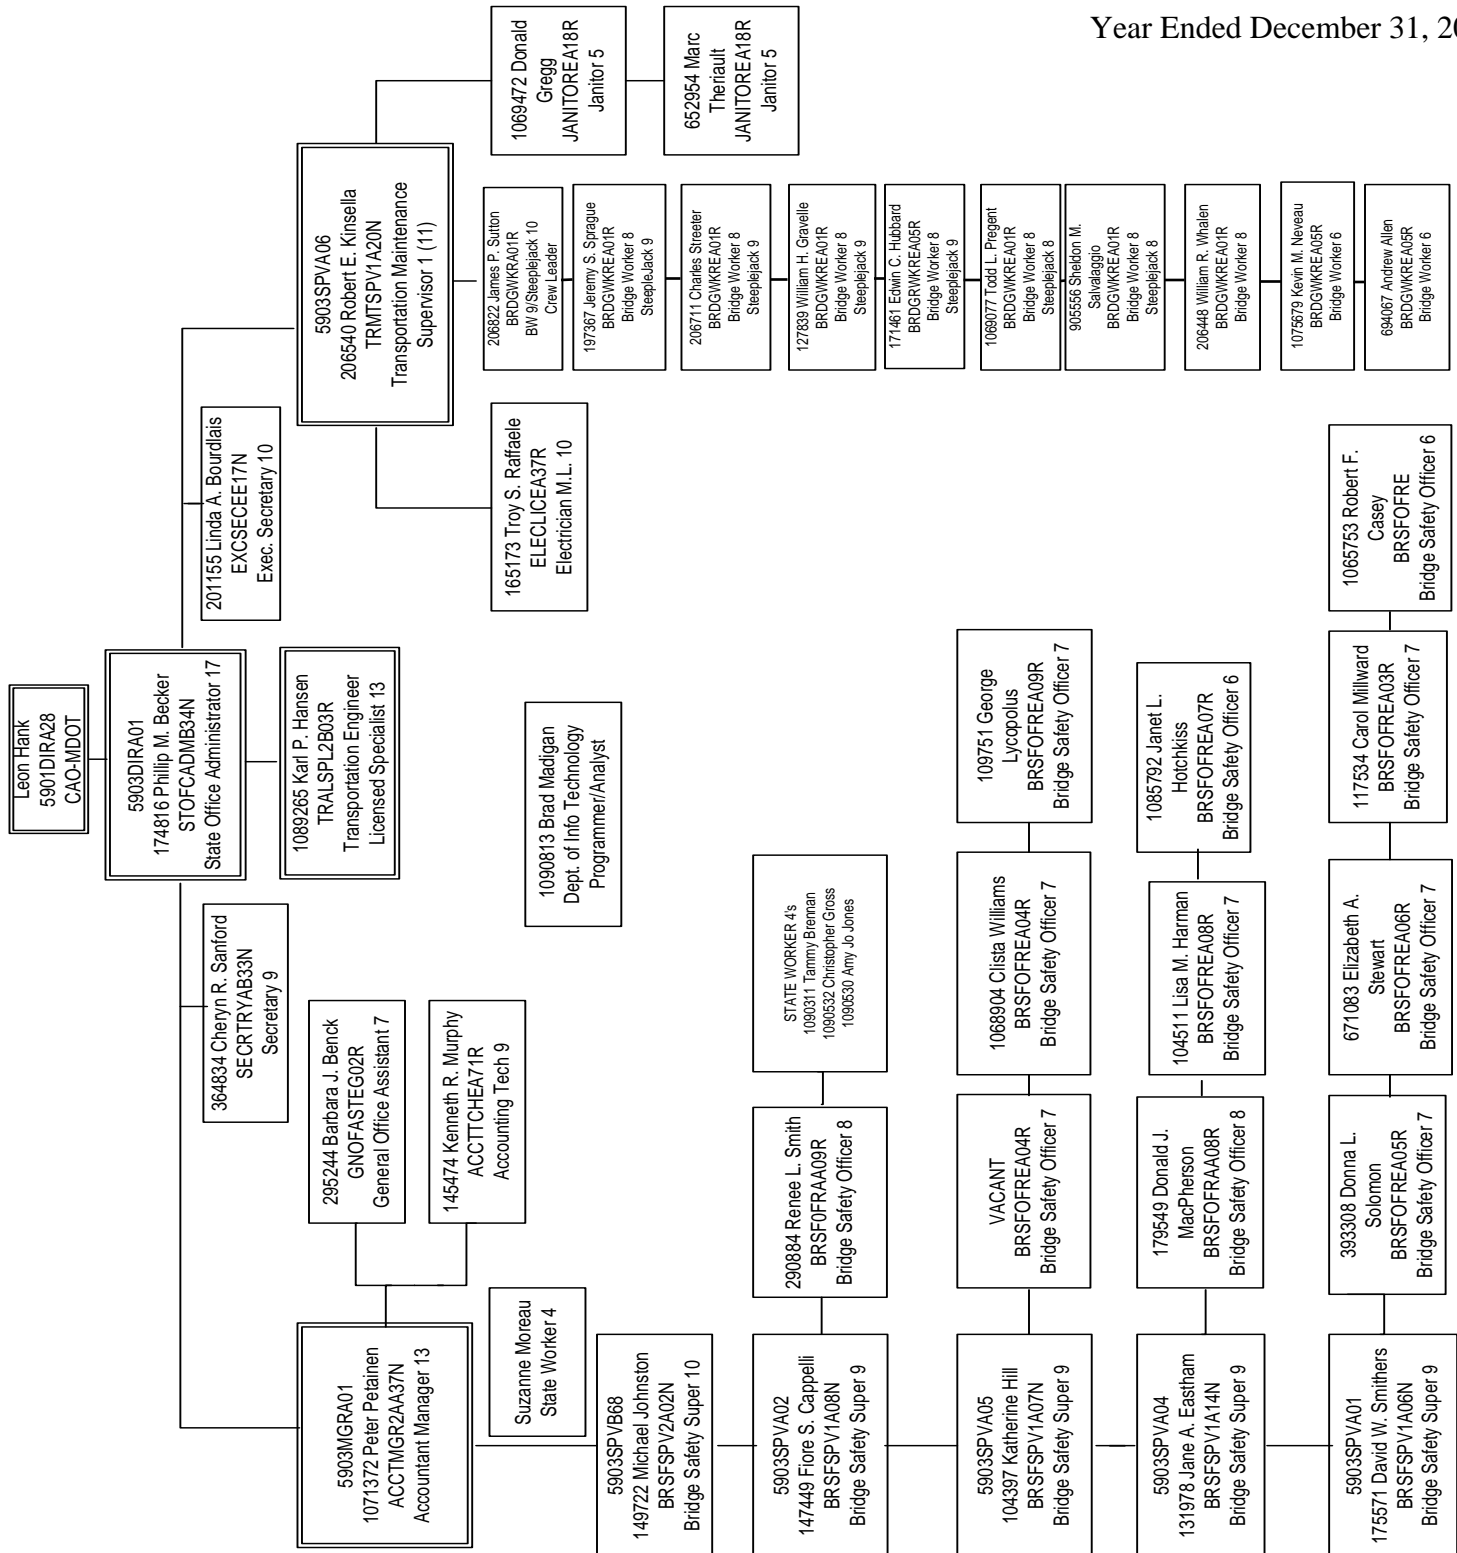 Year Ended December 31, 20
Leon Hank
5901DIRA28
CAO-MDOT
5903DIRA01
174816 Phillip M. Becker
STOFCADMB34N
State Office Administrator 17
364834 Cheryn R. Sanford
SECRTRYAB33N
Secretary 9
201155 Linda A. Bourdlais
EXCSECEE17N
Exec. Secretary 10
1089265 Karl P. Hansen
TRALSPL2B03R
Transportation Engineer
Licensed Specialist 13
1090813 Brad Madigan
Dept. of Info Technology
Programmer/Analyst
5903MGRA01
1071372 Peter Petainen
ACCTMGR2AA37N
Accountant Manager 13
295244 Barbara J. Benck
GNOFASTEG02R
General Office Assistant 7
145474 Kenneth R. Murphy
ACCTTCHEA71R
Accounting Tech 9
Suzanne Moreau
State Worker 4
5903SPVB68
149722 Michael Johnston
BRSFSPV2A02N
Bridge Safety Super 10
5903SPVA02
147449 Fiore S. Cappelli
BRSFSPV1A08N
Bridge Safety Super 9
290884 Renee L. Smith
BRSF0FRAA09R
Bridge Safety Officer 8
STATE WORKER 4's
1090311 Tammy Brennan
1090532 Christopher Gross
1090530 Amy Jo Jones
5903SPVA05
104397 Katherine Hill
BRSFSPV1A07N
Bridge Safety Super 9
VACANT
BRSFOFREA04R
Bridge Safety Officer 7
1068904 Clista Williams
BRSFOFREA04R
Bridge Safety Officer 7
109751 George
Lycopolus
BRSFOFREA09R
Bridge Safety Officer 7
5903SPVA04
131978 Jane A. Eastham
BRSFSPV1A14N
Bridge Safety Super 9
179549 Donald J.
MacPherson
BRSFOFRAA08R
Bridge Safety Officer 8
104511 Lisa M. Harman
BRSFOFREA08R
Bridge Safety Officer 7
1085792 Janet L.
Hotchkiss
BRSFOFREA07R
Bridge Safety Officer 6
5903SPVA01
175571 David W. Smithers
BRSFSPV1A06N
Bridge Safety Super 9
393308 Donna L.
Solomon
BRSFOFREA05R
Bridge Safety Officer 7
671083 Elizabeth A.
Stewart
BRSFOFREA06R
Bridge Safety Officer 7
117534 Carol Millward
BRSFOFREA03R
Bridge Safety Officer 7
1065753 Robert F.
Casey
BRSFOFRE
Bridge Safety Officer 6
5903SPVA06
206540 Robert E. Kinsella
TRMTSPV1A20N
Transportation Maintenance
Supervisor 1 (11)
165173 Troy S. Raffaele
ELECLICEA37R
Electrician M.L. 10
206822 James P. Sutton
BRDGWKRA01R
BW 9/Steeplejack 10
Crew Leader
197367 Jeremy S. Sprague
BRDGWKREA01R
Bridge Worker 8
SteepleJack 9
206711 Charles Streeter
BRDGWKREA01R
Bridge Worker 8
Steeplejack 9
127839 William H. Gravelle
BRDGWKREA01R
Bridge Worker 8
Steeplejack 9
171461 Edwin C. Hubbard
BRDGRWKREA05R
Bridge Worker 8
Steeplejack 9
1069077 Todd L. Pregent
BRDGWKREA01R
Bridge Worker 8
Steeplejack 8
905556 Sheldon M.
Salvalaggio
BRDGWKREA01R
Bridge Worker 8
Steeplejack 8
206448 William R. Whalen
BRDGWKREA01R
Bridge Worker 8
1075679 Kevin M. Neveau
BRDGWKREA05R
Bridge Worker 6
694067 Andrew Allen
BRDGWKREA05R
Bridge Worker 6
1069472 Donald
Gregg
JANITOREA18R
Janitor 5
652954 Marc
Theriault
JANITOREA18R
Janitor 5